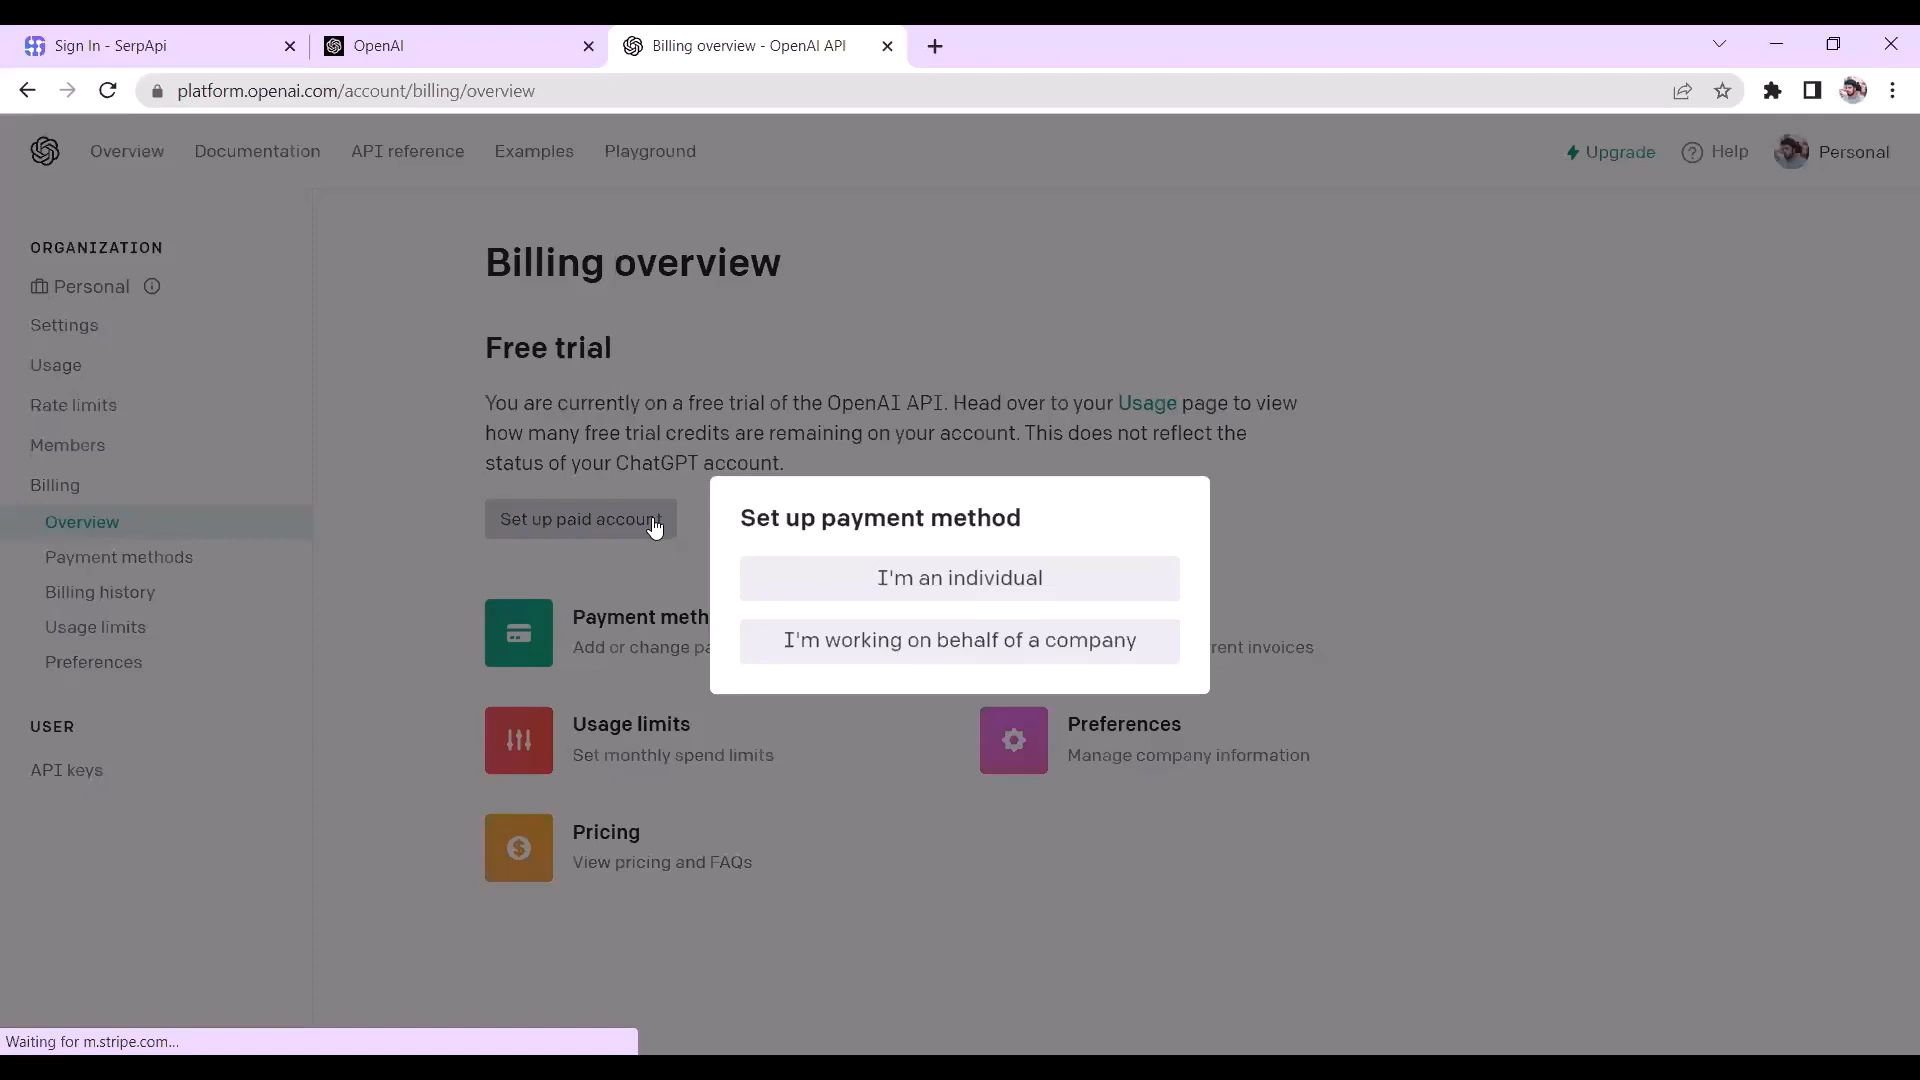 Sign In - SerpApi
OpenAI
Billing overview - OpenAI API
platform.openai.com/account/billing/overview
Overview
Documentation
API reference
Examples
Playground
Upgrade
Help
Personal
ORGANIZATION
Personal
Settings
Usage
Rate limits
Members
Billing
Overview
Payment methods
Billing history
Usage limits
Preferences
USER
API keys
Billing overview
Free trial
You are currently on a free trial of the OpenAI API. Head over to your Usage page to view
how many free trial credits are remaining on your account. This does not reflect the
status of your ChatGPT account.
Set up paid account
Set up payment method
I'm an individual
I'm working on behalf of a company
Payment meth
Add or change pa
rent invoices
Usage limits
Set monthly spend limits
Preferences
Manage company information
Pricing
View pricing and FAQs
Waiting for m.stripe.com...